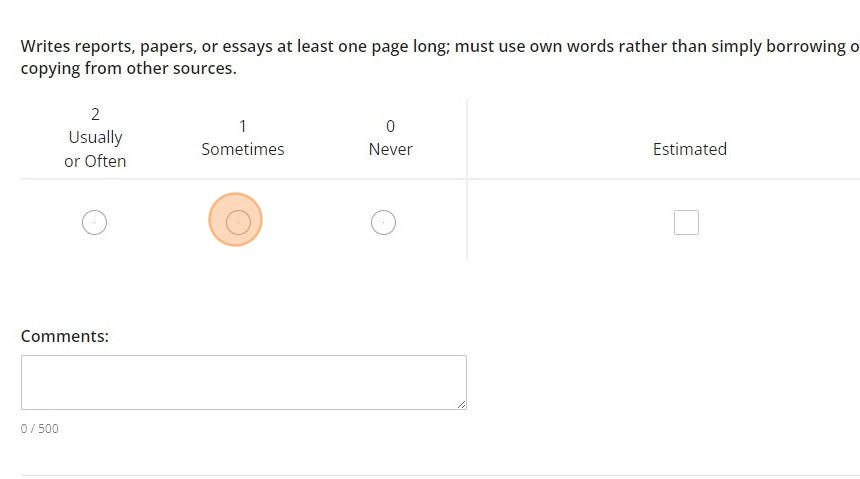 Writes reports, papers, or essays at least one page long; must use own words rather than simply borrowing o
copying from other sources.
2
Usually
or Often
1
Sometimes
0
Never
Estimated
Comments:
0 / 500